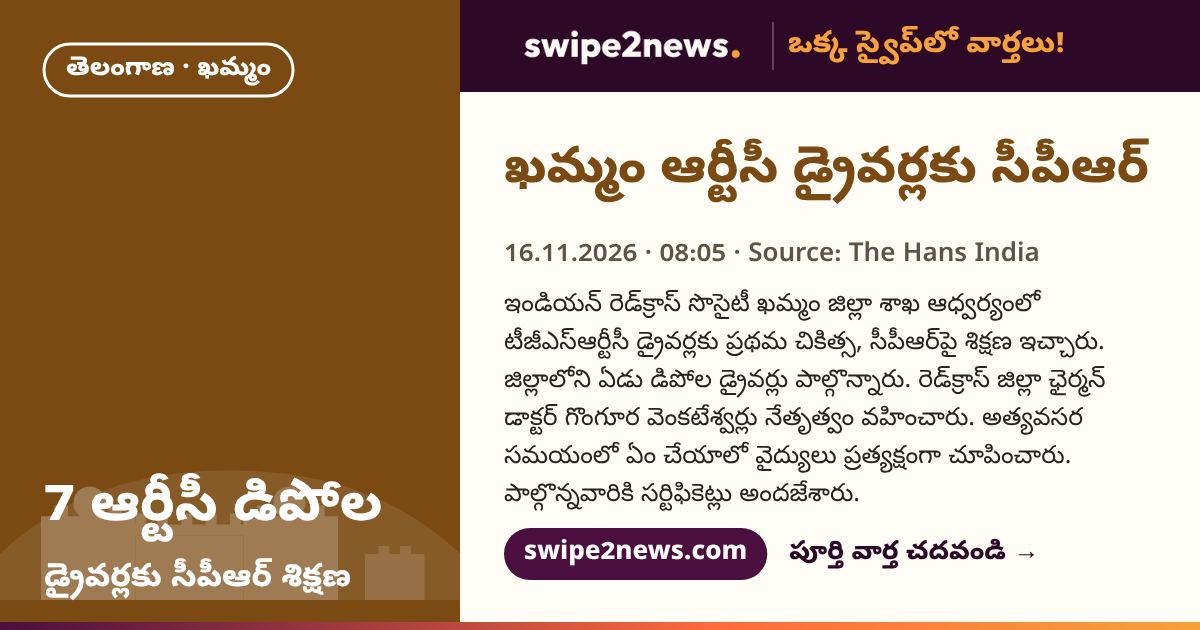 తెలంగాణ · ఖమ్మం
7 ఆర్టీసీ డిపోల
డ్రైవర్లకు సీపీఆర్ శిక్షణ
swipe2news.
ఒక్క స్వైప్‌లో వార్తలు!
ఖమ్మం ఆర్టీసీ డ్రైవర్లకు సీపీఆర్
16.11.2026 · 08:05 · Source: The Hans India
ఇండియన్ రెడ్‌క్రాస్ సొసైటీ ఖమ్మం జిల్లా శాఖ ఆధ్వర్యంలో
టీజీఎస్ఆర్టీసీ డ్రైవర్లకు ప్రథమ చికిత్స, సీపీఆర్‌పై శిక్షణ ఇచ్చారు.
జిల్లాలోని ఏడు డిపోల డ్రైవర్లు పాల్గొన్నారు. రెడ్‌క్రాస్ జిల్లా ఛైర్మన్
డాక్టర్ గొంగూర వెంకటేశ్వర్లు నేతృత్వం వహించారు. అత్యవసర
సమయంలో ఏం చేయాలో వైద్యులు ప్రత్యక్షంగా చూపించారు.
పాల్గొన్నవారికి సర్టిఫికెట్లు అందజేశారు.
swipe2news.com
పూర్తి వార్త చదవండి →